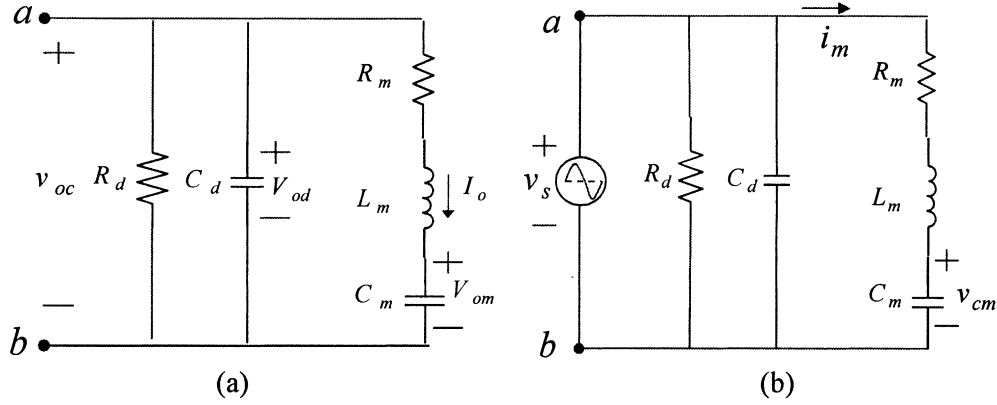 a
+
v_oc
−
b
R_d
C_d
+
V_od
−
R_m
L_m
I_o
C_m
+
V_om
−
(a)
a
i_m
+
v_s
−
b
R_d
C_d
R_m
L_m
C_m
+
v_cm
−
(b)